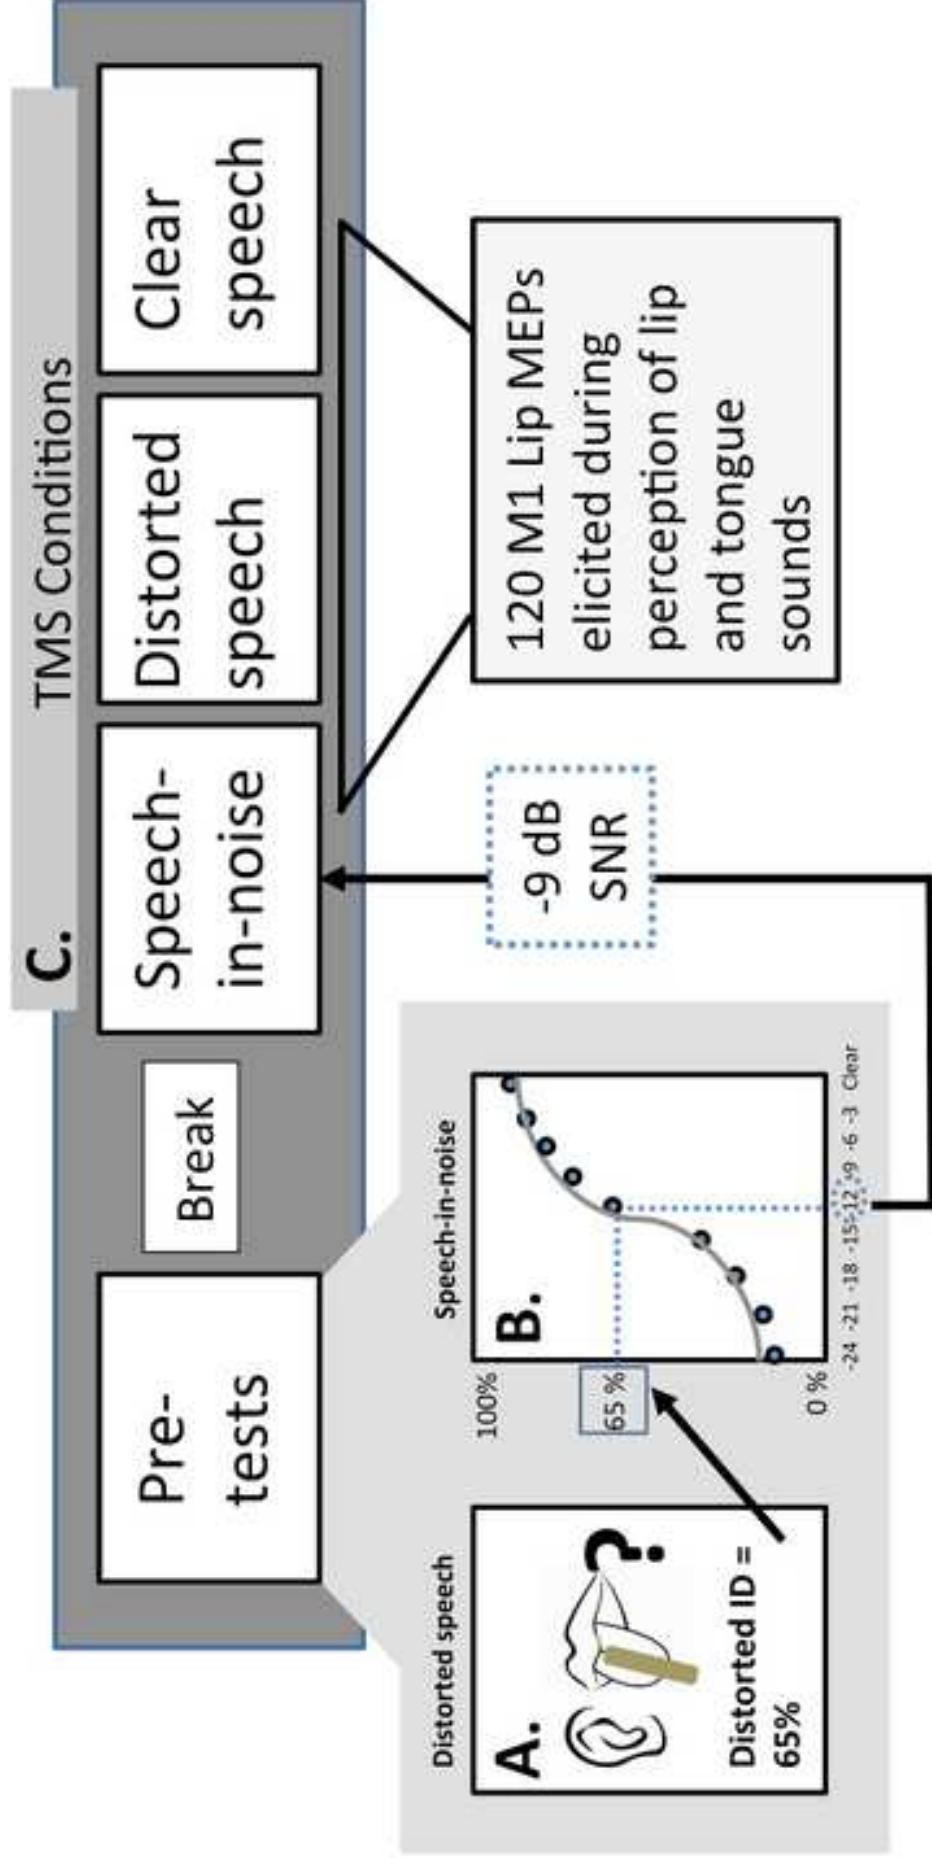 C.
TMS Conditions
Pre-
tests
Break
Speech-
in-noise
Distorted
speech
Clear
speech
Distorted speech
A.
Distorted ID =
65%
Speech-in-noise
B.
100%
65 %
0 %
-24 -21 -18 -15 -12 -9 -6 -3 Clear
-9 dB
SNR
120 M1 Lip MEPs
elicited during
perception of lip
and tongue
sounds